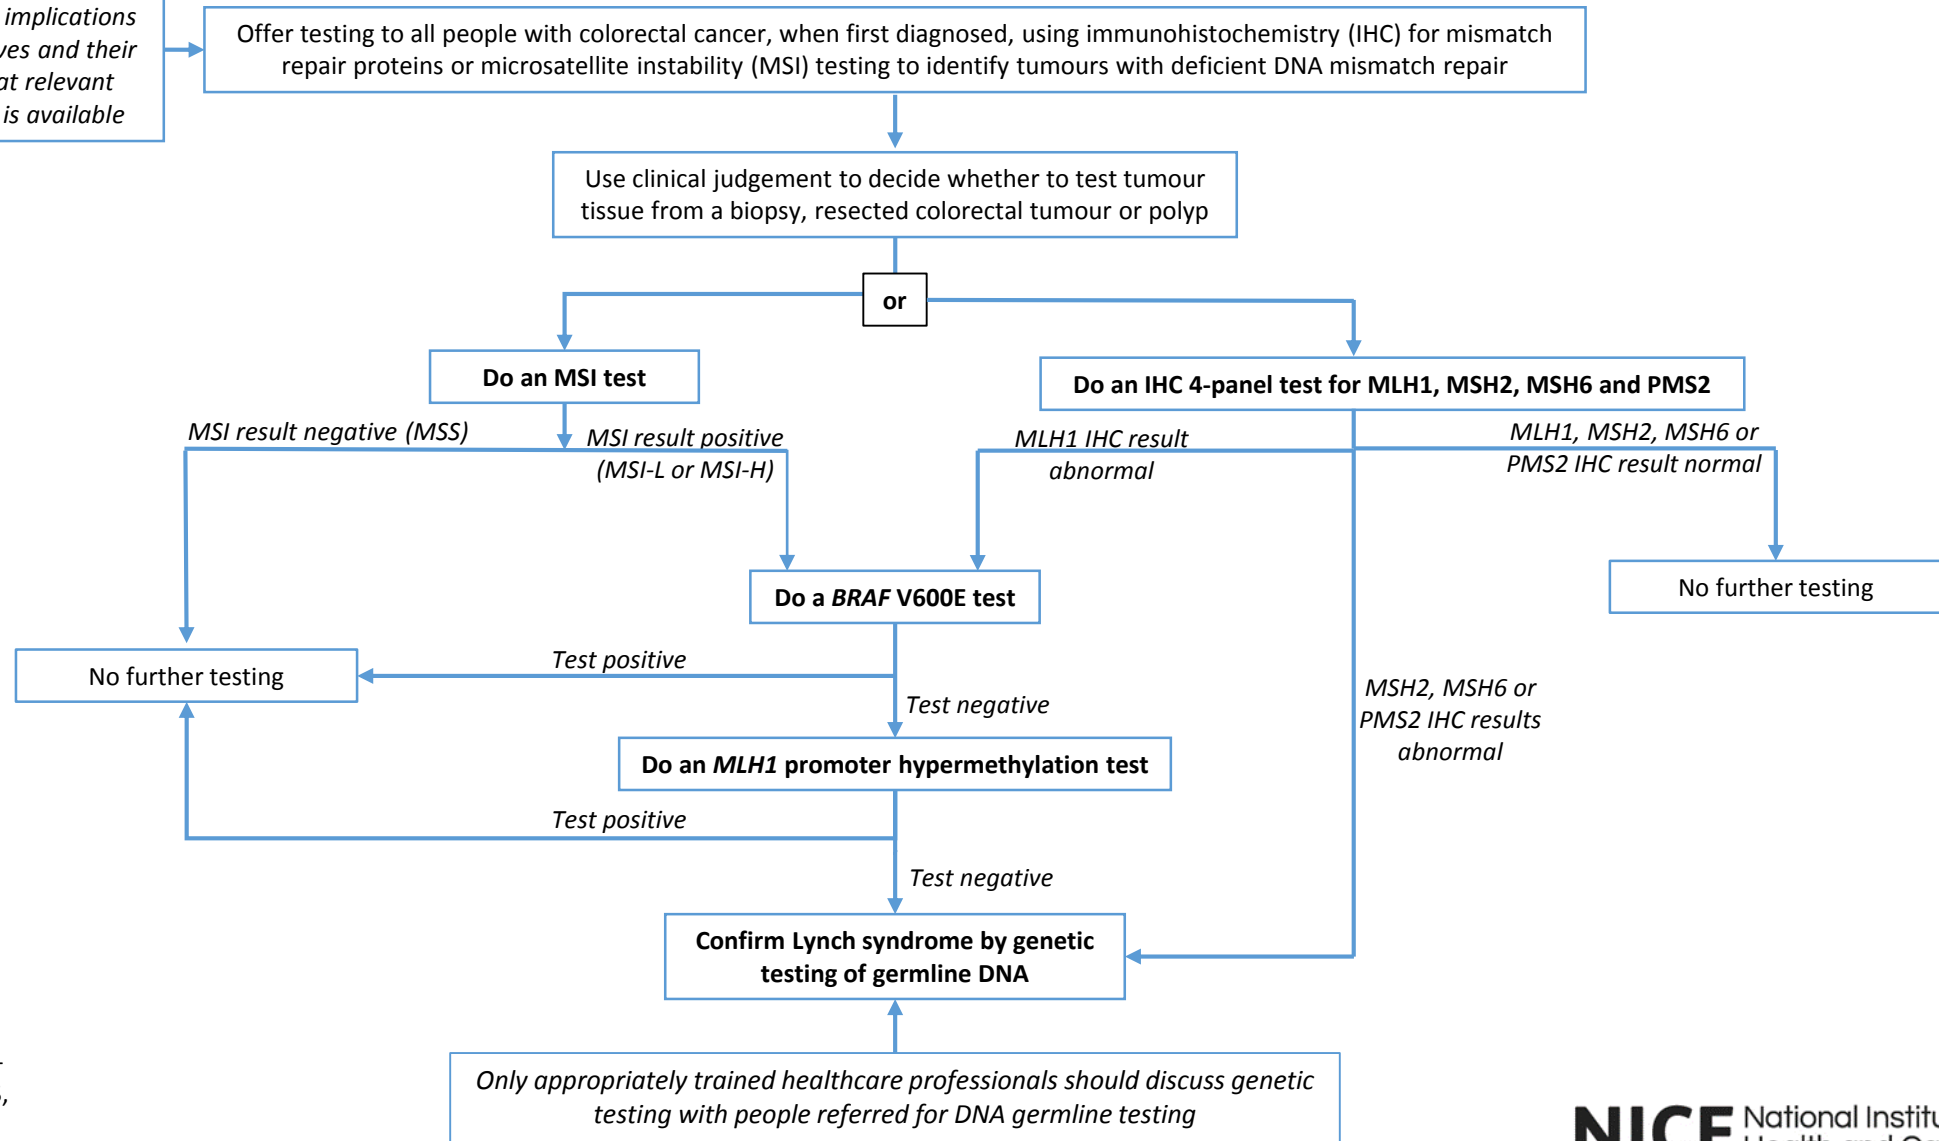 implications
ves and their
at relevant
is available
Offer testing to all people with colorectal cancer, when first diagnosed, using immunohistochemistry (IHC) for mismatch
repair proteins or microsatellite instability (MSI) testing to identify tumours with deficient DNA mismatch repair
Use clinical judgement to decide whether to test tumour
tissue from a biopsy, resected colorectal tumour or polyp
or
Do an MSI test
Do an IHC 4-panel test for MLH1, MSH2, MSH6 and PMS2
MSI result negative (MSS)
MSI result positive
(MSI-L or MSI-H)
MLH1 IHC result
abnormal
MLH1, MSH2, MSH6 or
PMS2 IHC result normal
Do a BRAF V600E test
No further testing
No further testing
Test positive
Test negative
MSH2, MSH6 or
PMS2 IHC results
abnormal
Do an MLH1 promoter hypermethylation test
Test positive
Test negative
Confirm Lynch syndrome by genetic
testing of germline DNA
Only appropriately trained healthcare professionals should discuss genetic
testing with people referred for DNA germline testing
NICE National Institu
Health and Ca